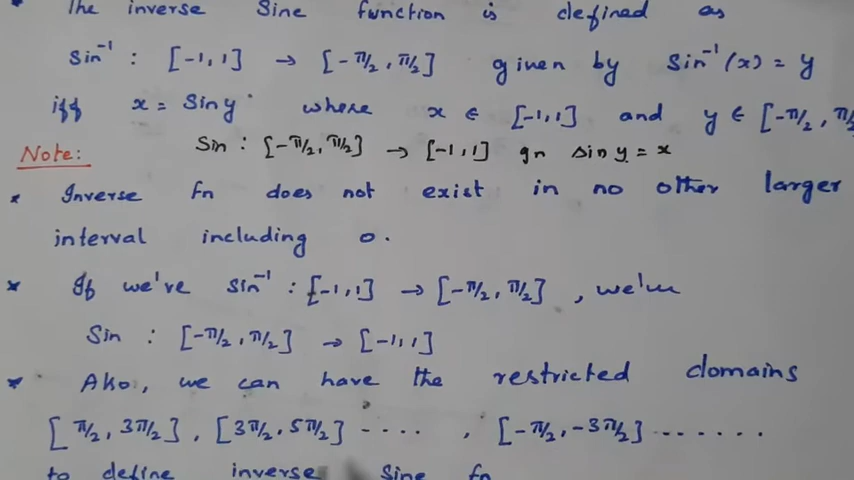 * The inverse Sine function is defined as
Sin⁻¹ : [-1,1] → [-π/2, π/2] given by Sin⁻¹(x) = y
iff x = Sin y where x ∈ [-1,1] and y ∈ [-π/2, π/2
Note: Sin : [-π/2, π/2] → [-1,1] gn sin y = x
* Inverse fn does not exist in no other larger
interval including 0.
* If we've Sin⁻¹ : [-1,1] → [-π/2, π/2], we'll
Sin : [-π/2, π/2] → [-1,1]
* Also, we can have the restricted domains
[π/2, 3π/2], [3π/2, 5π/2] ...., [-π/2, -3π/2] .......
to define inverse Sine fn